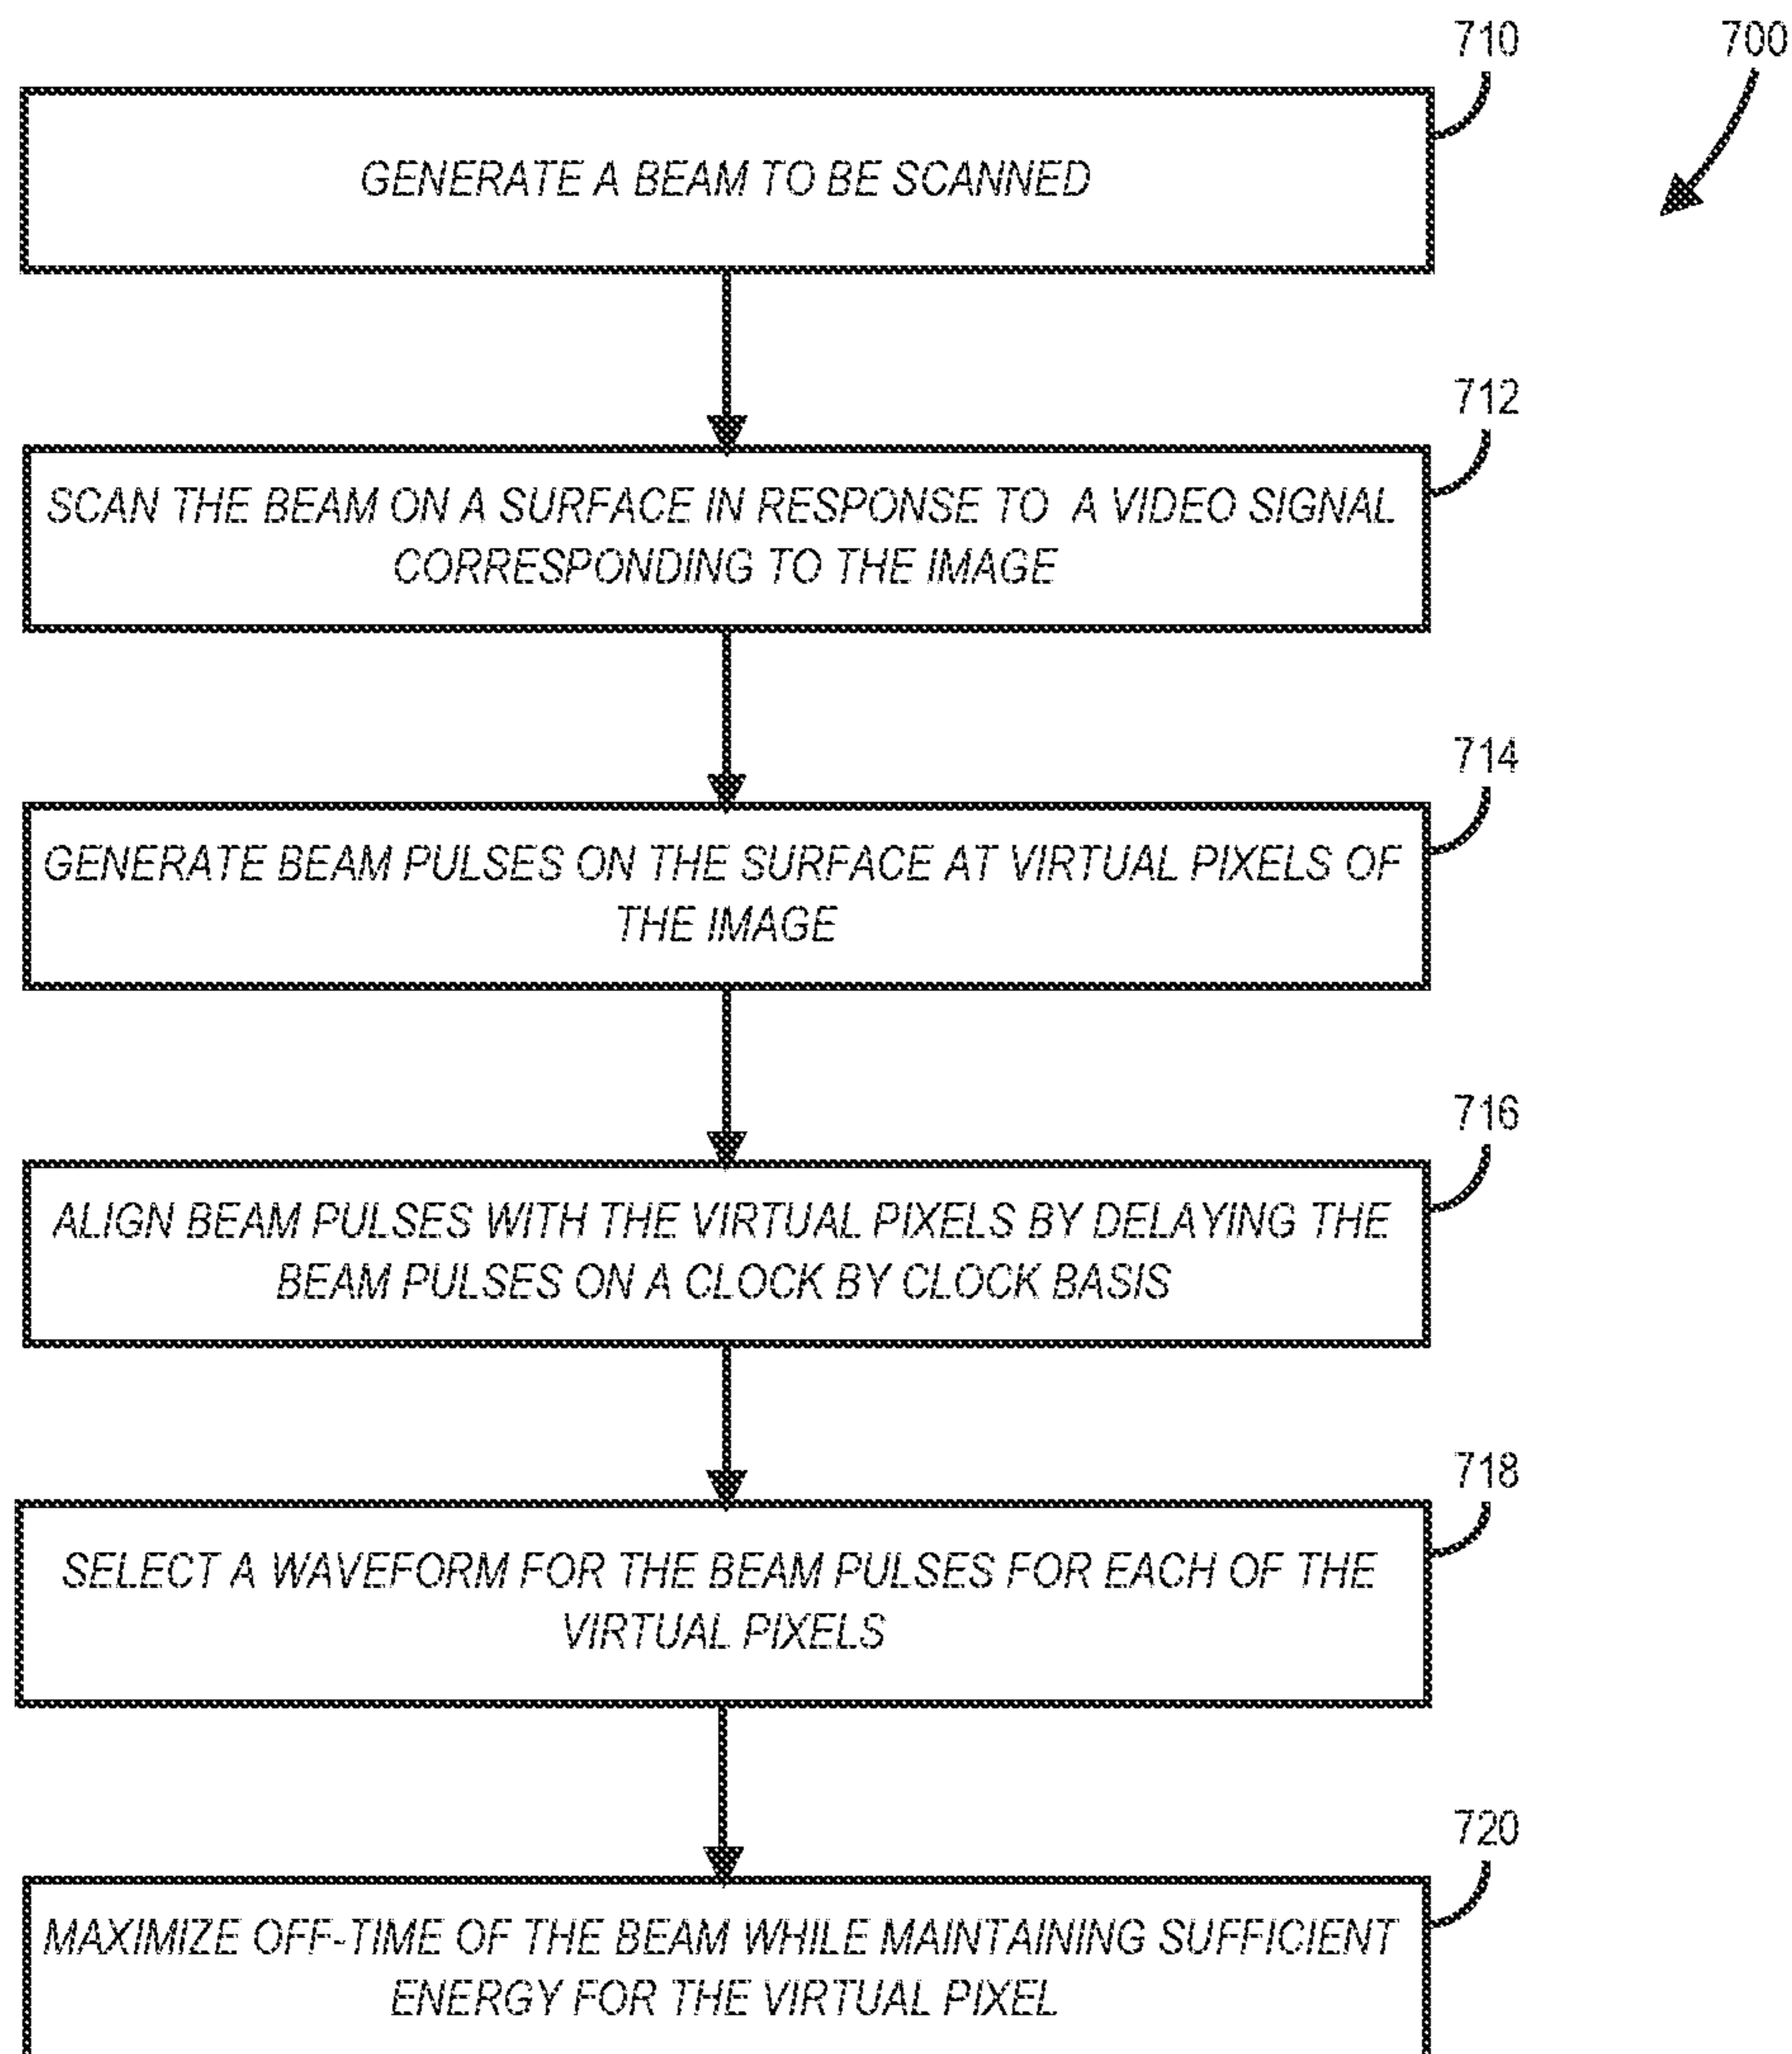 710
700
GENERATE A BEAM TO BE SCANNED
712
SCAN THE BEAM ON A SURFACE IN RESPONSE TO A VIDEO SIGNAL
CORRESPONDING TO THE IMAGE
714
GENERATE BEAM PULSES ON THE SURFACE AT VIRTUAL PIXELS OF
THE IMAGE
716
ALIGN BEAM PULSES WITH THE VIRTUAL PIXELS BY DELAYING THE
BEAM PULSES ON A CLOCK BY CLOCK BASIS
718
SELECT A WAVEFORM FOR THE BEAM PULSES FOR EACH OF THE
VIRTUAL PIXELS
720
MAXIMIZE OFF-TIME OF THE BEAM WHILE MAINTAINING SUFFICIENT
ENERGY FOR THE VIRTUAL PIXEL